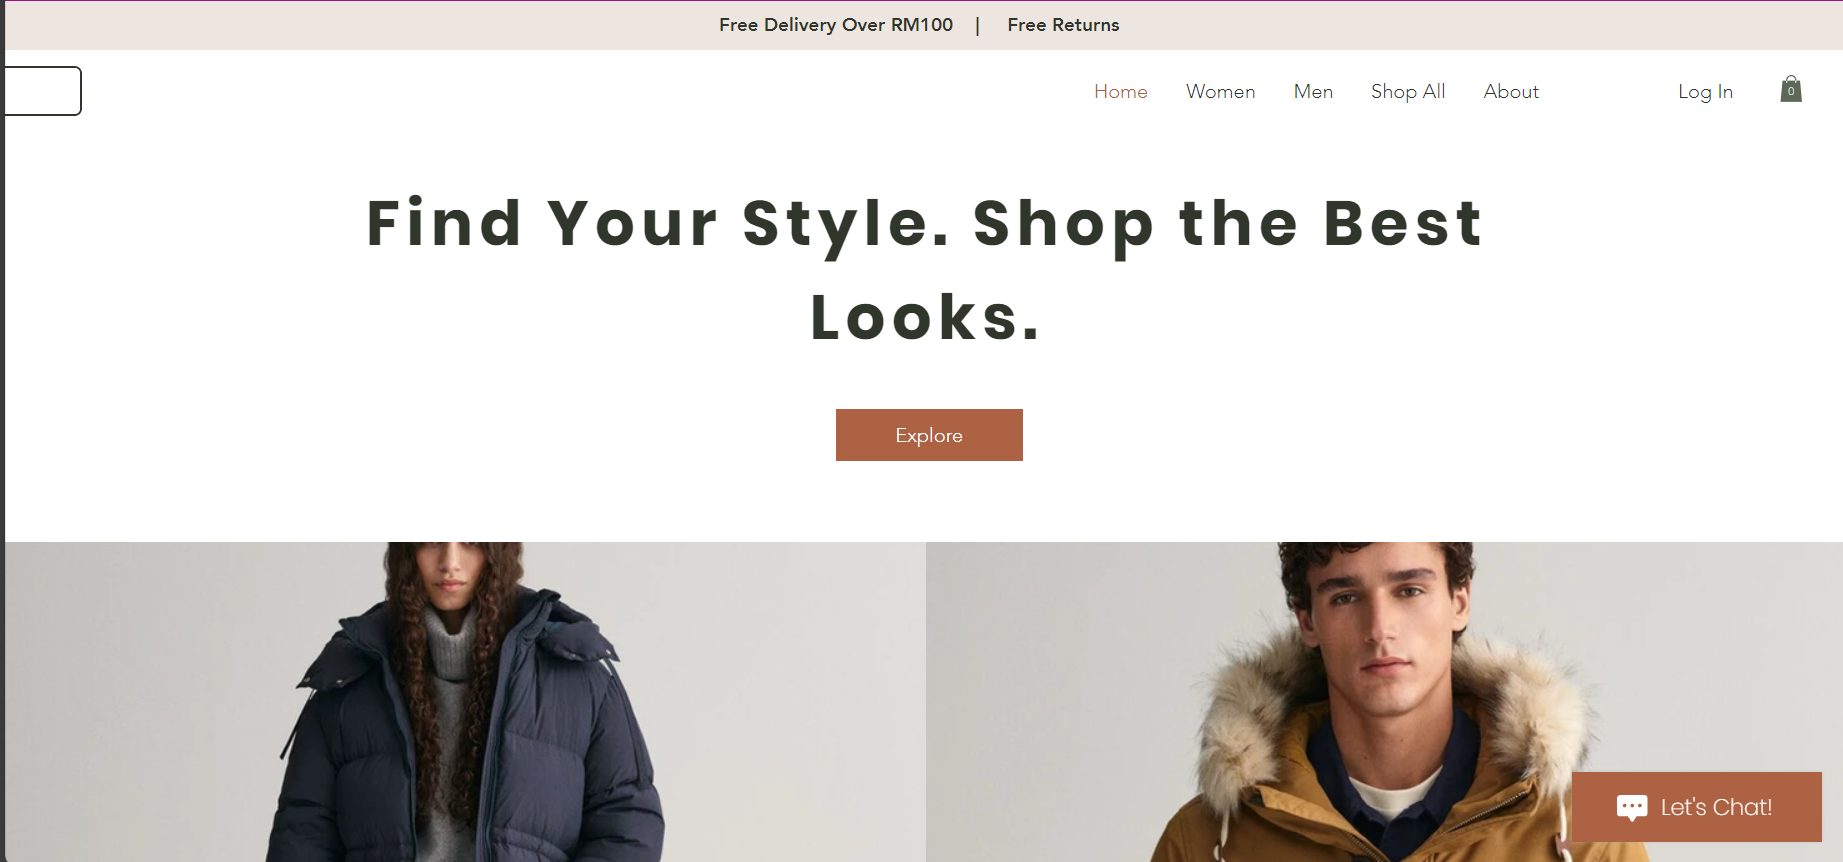 Free Delivery Over RM100 | Free Returns
Home Women Men Shop All About Log In 0
Find Your Style. Shop the Best
Looks.
Explore
Let's Chat!